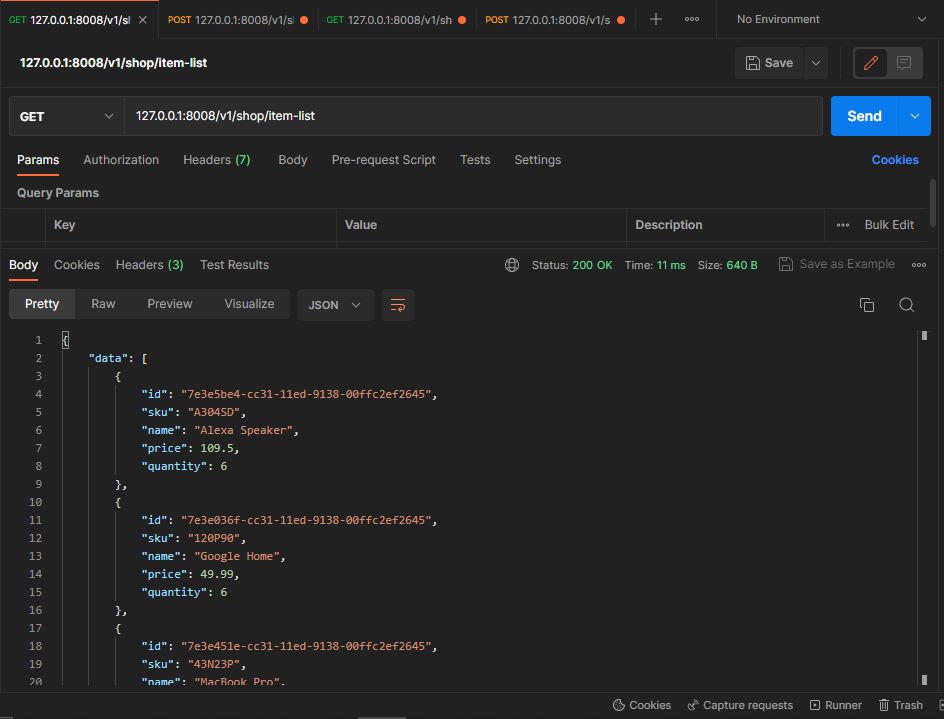 GET 127.0.0.1:8008/v1/sl POST 127.0.0.1:8008/v1/sl GET 127.0.0.1:8008/v1/sh POST 127.0.0.1:8008/v1/s No Environment
127.0.0.1:8008/v1/shop/item-list Save
GET 127.0.0.1:8008/v1/shop/item-list Send
Params Authorization Headers (7) Body Pre-request Script Tests Settings Cookies
Query Params
Key Value Description Bulk Edit
Body Cookies Headers (3) Test Results Status: 200 OK Time: 11 ms Size: 640 B Save as Example
Pretty Raw Preview Visualize JSON
1 {
2 "data": [
3 {
4 "id": "7e3e5be4-cc31-11ed-9138-00ffc2ef2645",
5 "sku": "A304SD",
6 "name": "Alexa Speaker",
7 "price": 109.5,
8 "quantity": 6
9 },
10 {
11 "id": "7e3e036f-cc31-11ed-9138-00ffc2ef2645",
12 "sku": "120P90",
13 "name": "Google Home",
14 "price": 49.99,
15 "quantity": 6
16 },
17 {
18 "id": "7e3e451e-cc31-11ed-9138-00ffc2ef2645",
19 "sku": "43N23P",
20 "name": "MacBook Pro",
Cookies Capture requests Runner Trash